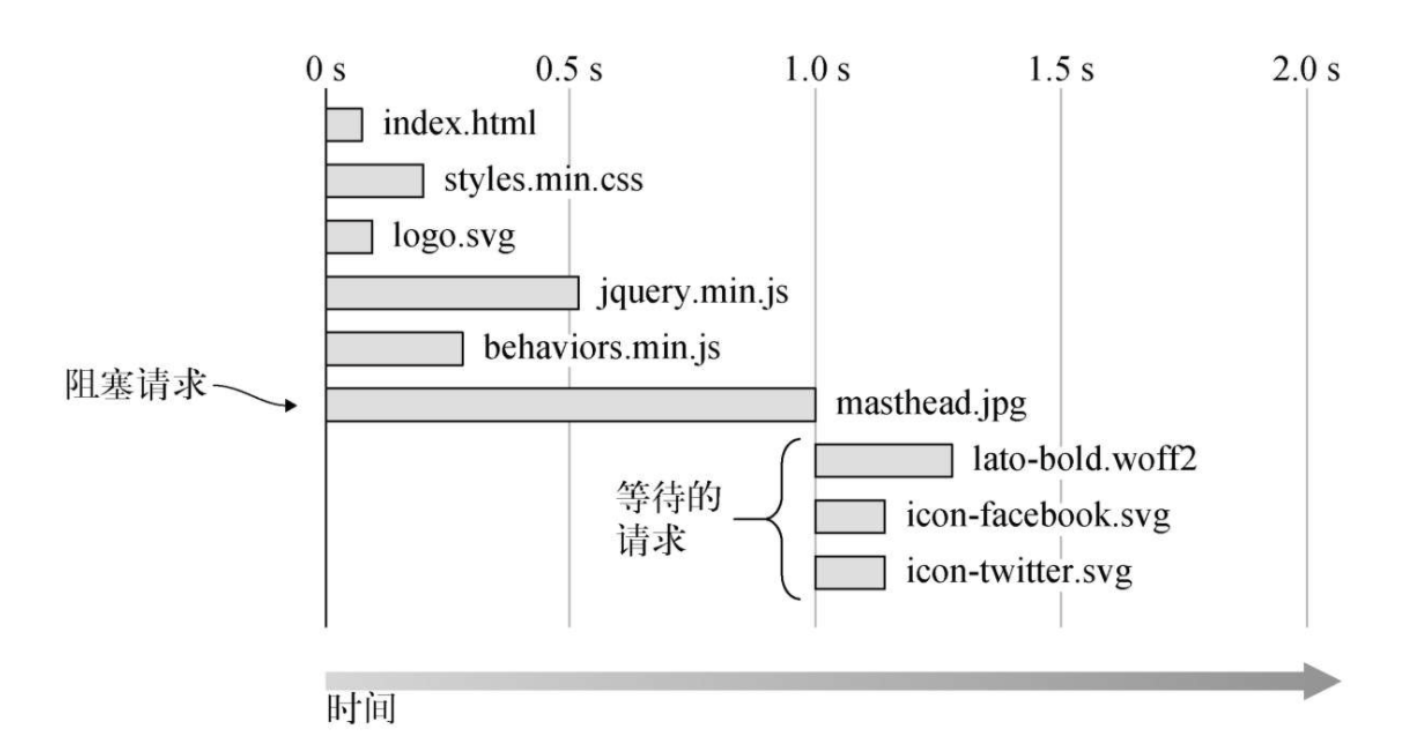 0 s 0.5 s 1.0 s 1.5 s 2.0 s
index.html
styles.min.css
logo.svg
jquery.min.js
behaviors.min.js
阻塞请求
masthead.jpg
lato-bold.woff2
等待的
请求
icon-facebook.svg
icon-twitter.svg
时间